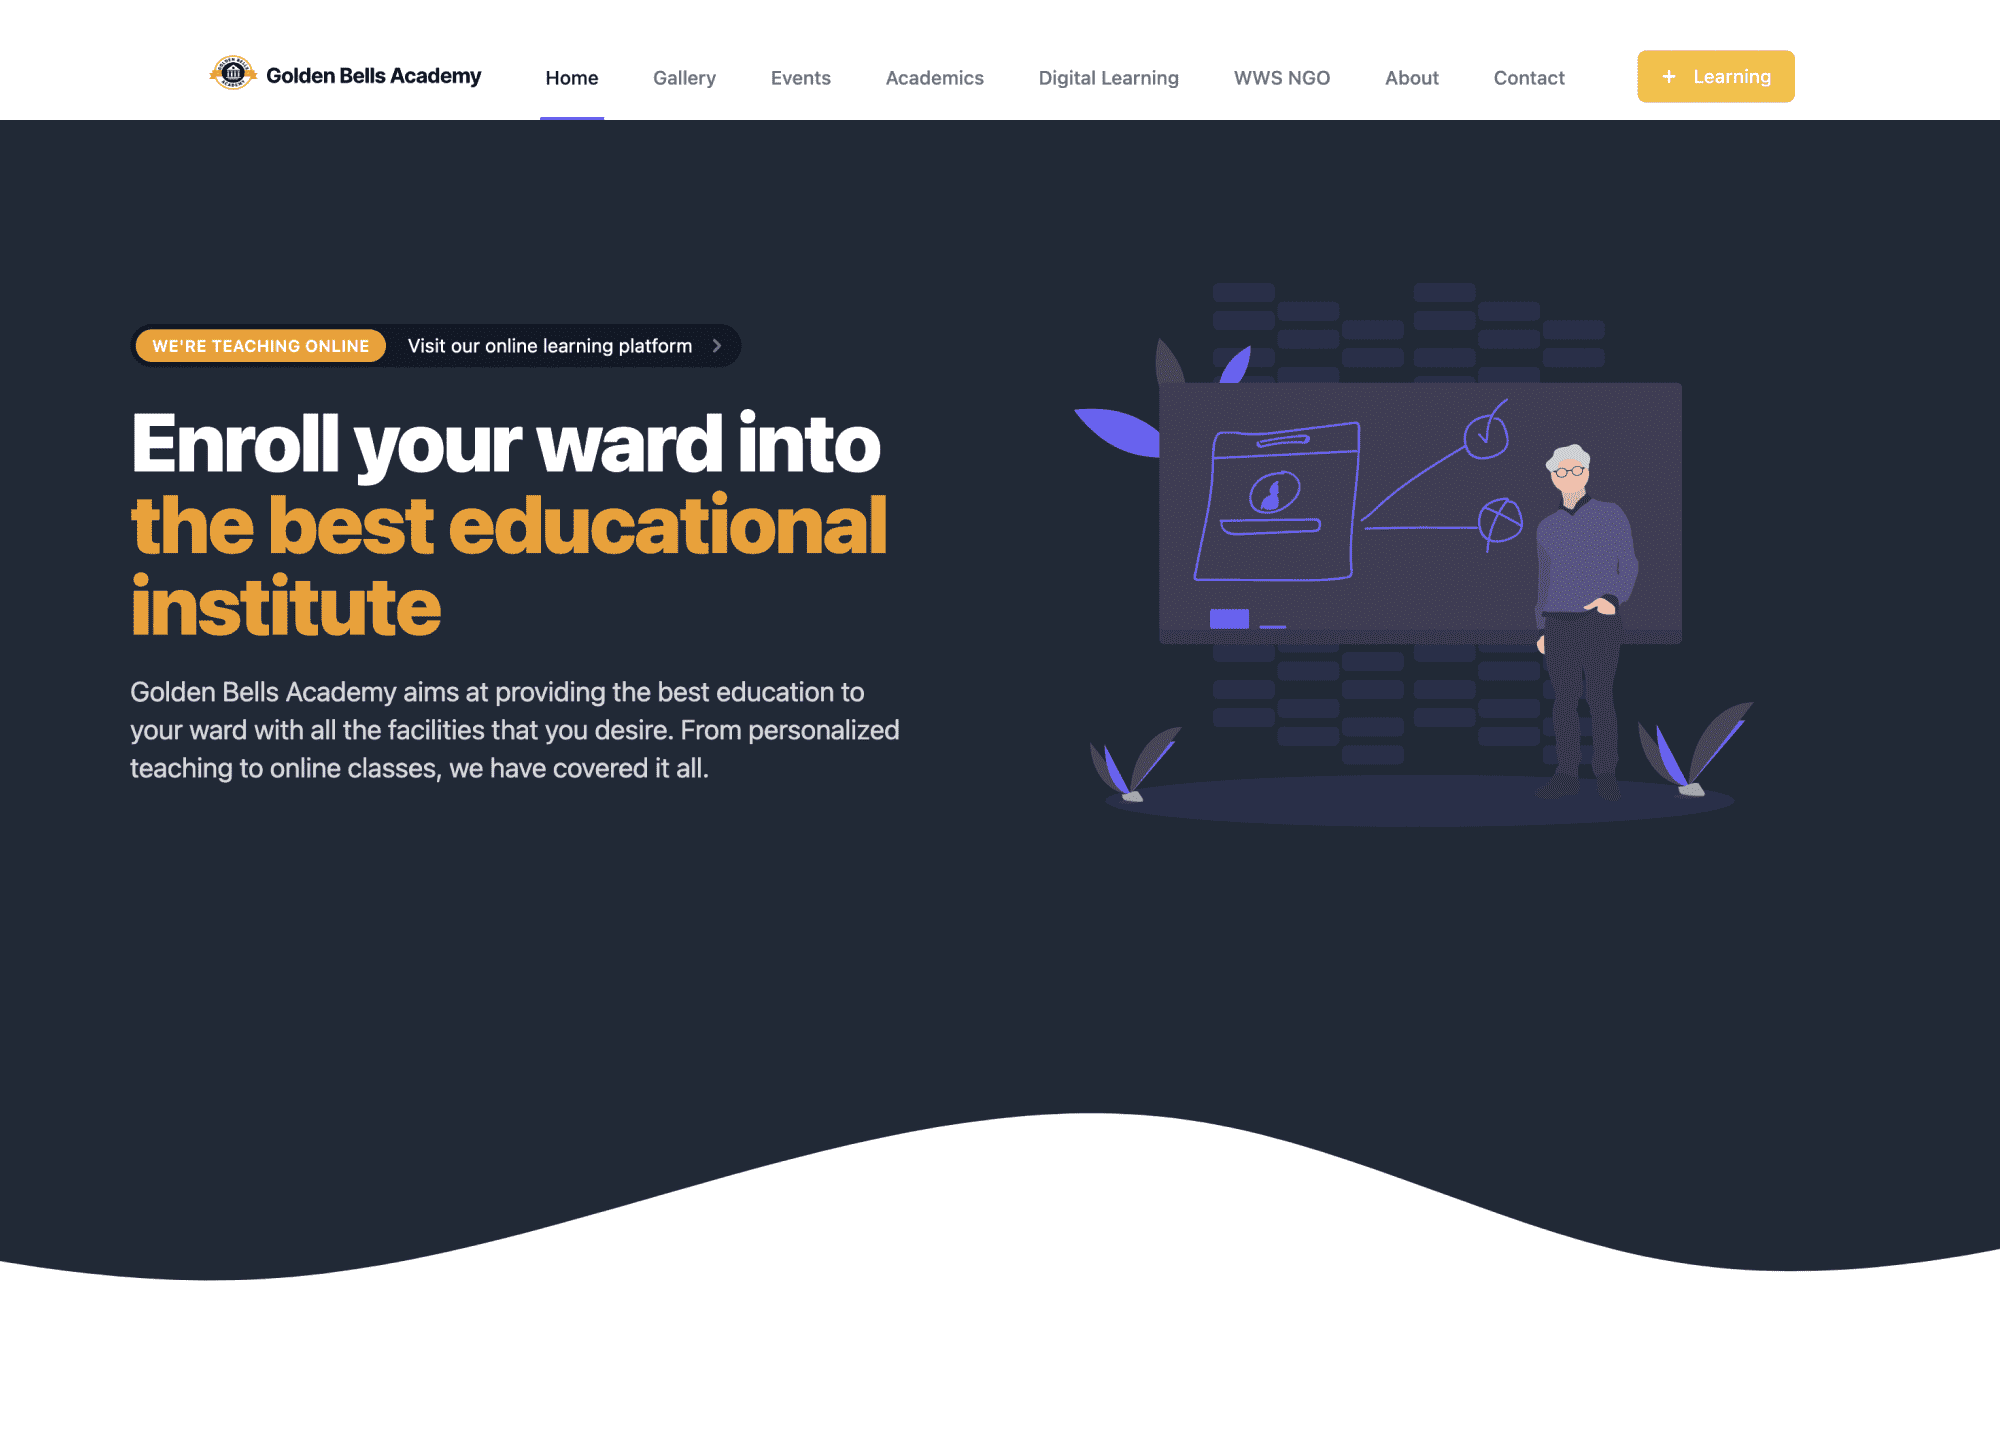 GOLDEN BELLS
ACADEMY
Golden Bells Academy
Home
Gallery
Events
Academics
Digital Learning
WWS NGO
About
Contact
+ Learning
WE'RE TEACHING ONLINE
Visit our online learning platform
Enroll your ward into
the best educational
institute
Golden Bells Academy aims at providing the best education to
your ward with all the facilities that you desire. From personalized
teaching to online classes, we have covered it all.